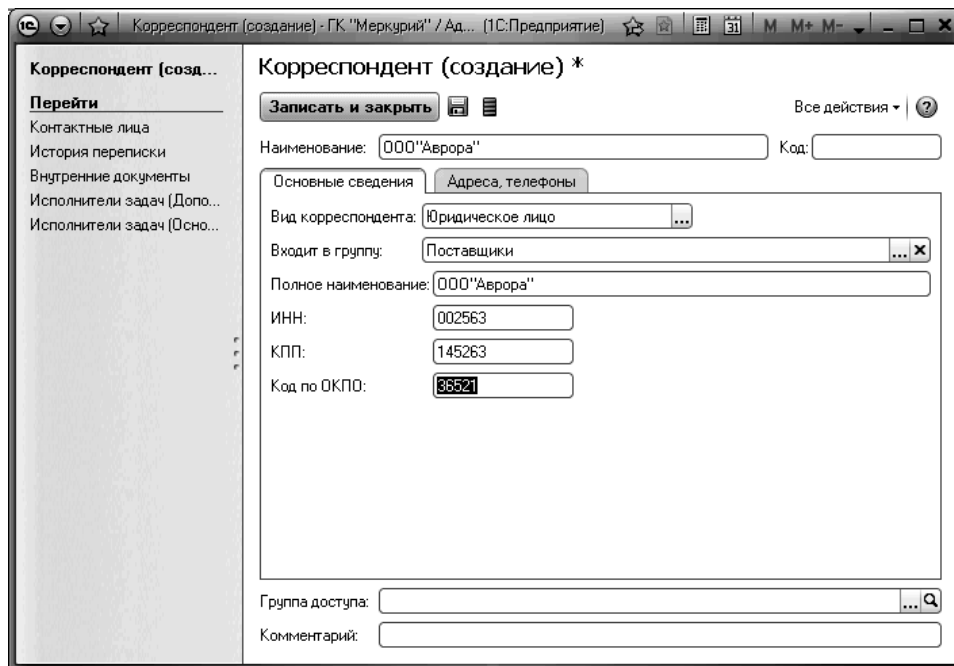 1С Корреспондент (создание) - ГК "Меркурий" / Ад... (1С:Предприятие) 31 M M+ M-
Корреспондент (созд...
Перейти
Контактные лица
История переписки
Внутренние документы
Исполнители задач (Допо...
Исполнители задач (Осно...
Корреспондент (создание) *
Записать и закрыть Все действия ?
Наименование: ООО"Аврора" Код:
Основные сведения Адреса, телефоны
Вид корреспондента: Юридическое лицо ...
Входит в группу: Поставщики ... ×
Полное наименование: ООО"Аврора"
ИНН: 002563
КПП: 145263
Код по ОКПО: 36521
Группа доступа: ...
Комментарий: